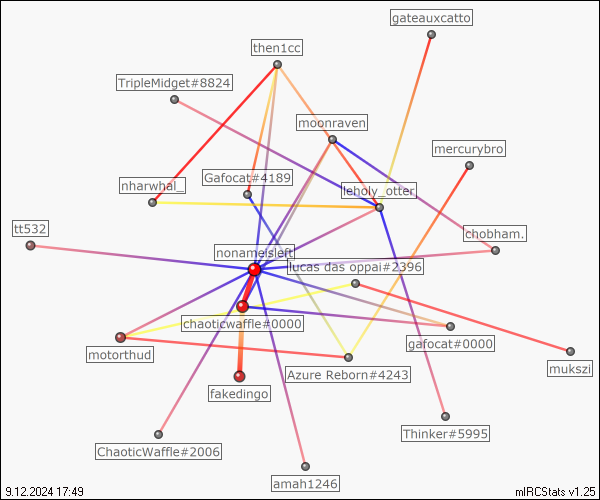 gateauxcatto
then1cc
TripleMidget#8824
moonraven
mercurybro
nharwhal_
Gafocat#4189
leholy_otter
tt532
chobham.
nonameisleft
lucas das oppai#2396
chaoticwaffle#0000
motorthud
gafocat#0000
Azure Reborn#4243
mukszi
fakedingo
Thinker#5995
ChaoticWaffle#2006
amah1246
9.12.2024 17:49
mIRCStats v1.25